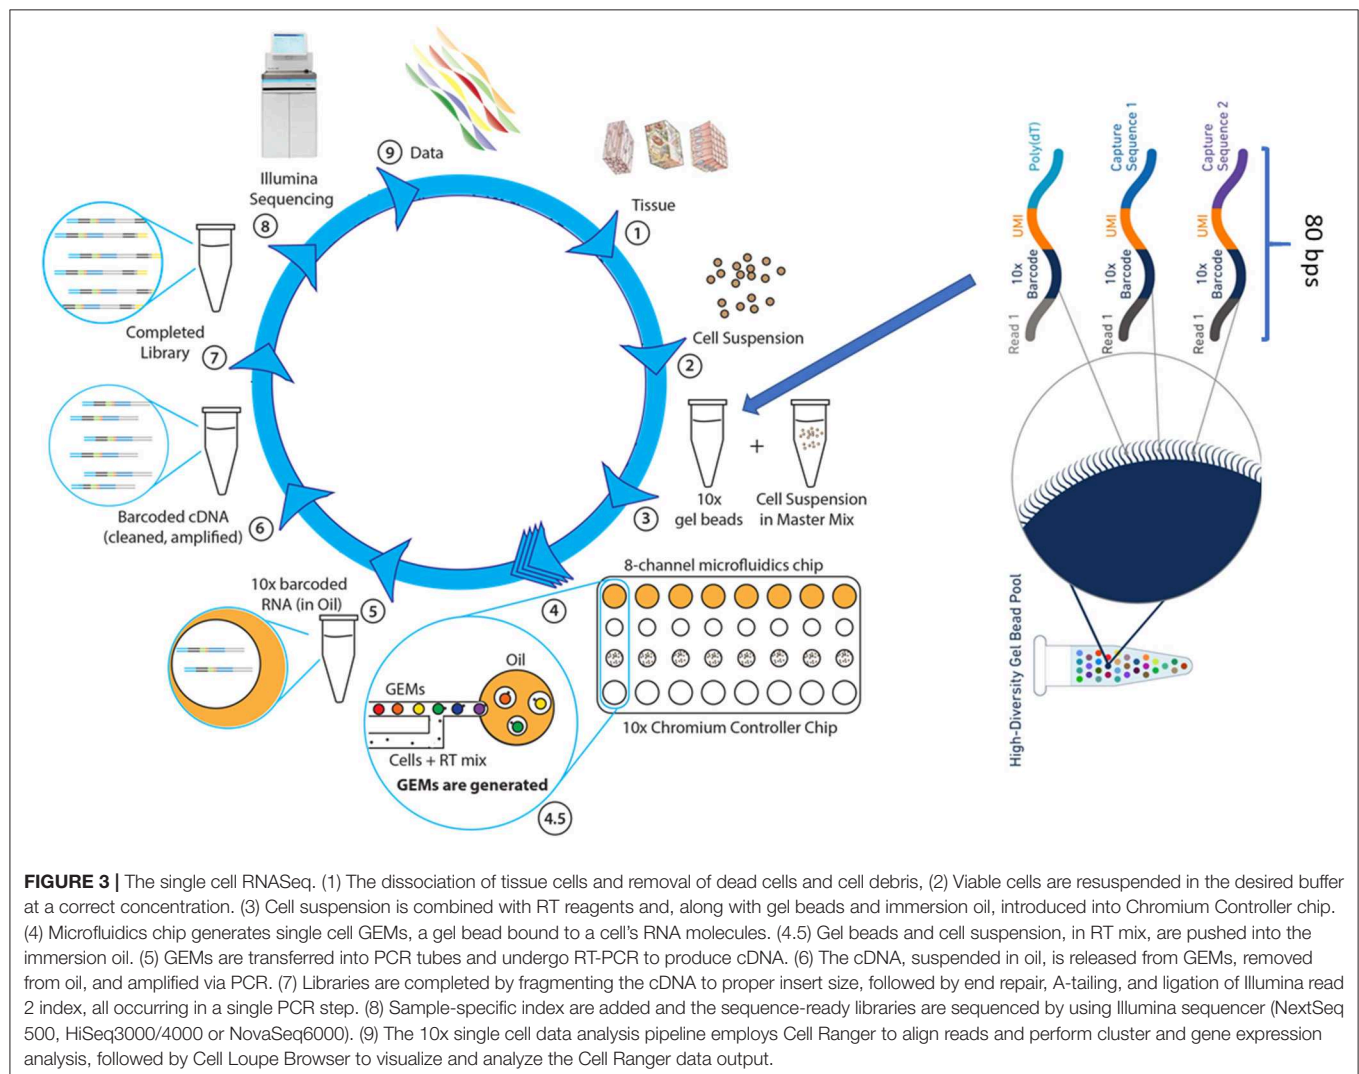 9 Data
Illumina
Sequencing
8
Tissue
1
Cell Suspension
2
10x
gel beads
+
Cell Suspension
in Master Mix
3
8-channel microfluidics chip
10x Chromium Controller Chip
4
Oil
GEMs
Cells + RT mix
GEMs are generated
4.5
10x barcoded
RNA (in Oil)
5
Barcoded cDNA
(cleaned, amplified)
6
Completed
Library
7
Poly(dT)
UMI
10x
Barcode
Read 1
Capture
Sequence 1
UMI
10x
Barcode
Read 1
Capture
Sequence 2
UMI
10x
Barcode
Read 1
80 bps
High-Diversity Gel Bead Pool
FIGURE 3 | The single cell RNASeq. (1) The dissociation of tissue cells and removal of dead cells and cell debris, (2) Viable cells are resuspended in the desired buffer
at a correct concentration. (3) Cell suspension is combined with RT reagents and, along with gel beads and immersion oil, introduced into Chromium Controller chip.
(4) Microfluidics chip generates single cell GEMs, a gel bead bound to a cell's RNA molecules. (4.5) Gel beads and cell suspension, in RT mix, are pushed into the
immersion oil. (5) GEMs are transferred into PCR tubes and undergo RT-PCR to produce cDNA. (6) The cDNA, suspended in oil, is released from GEMs, removed
from oil, and amplified via PCR. (7) Libraries are completed by fragmenting the cDNA to proper insert size, followed by end repair, A-tailing, and ligation of Illumina read
2 index, all occurring in a single PCR step. (8) Sample-specific index are added and the sequence-ready libraries are sequenced by using Illumina sequencer (NextSeq
500, HiSeq3000/4000 or NovaSeq6000). (9) The 10x single cell data analysis pipeline employs Cell Ranger to align reads and perform cluster and gene expression
analysis, followed by Cell Loupe Browser to visualize and analyze the Cell Ranger data output.